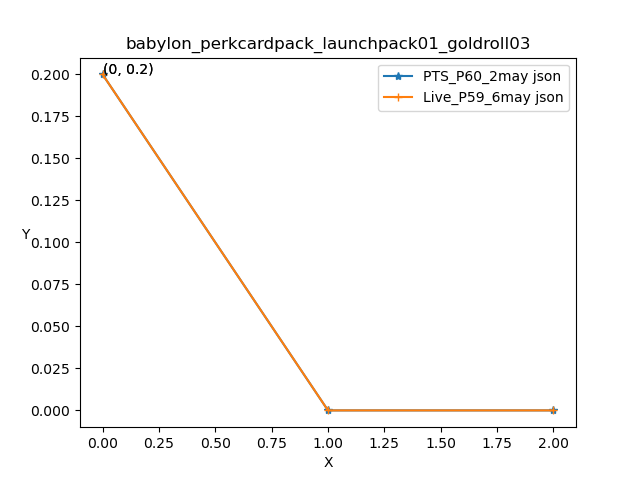 babylon_perkcardpack_launchpack01_goldroll03
(0, 0.2)
PTS_P60_2may json
Live_P59_6may json
0.200
0.175
0.150
0.125
Y
0.100
0.075
0.050
0.025
0.000
0.00 0.25 0.50 0.75 1.00 1.25 1.50 1.75 2.00
X